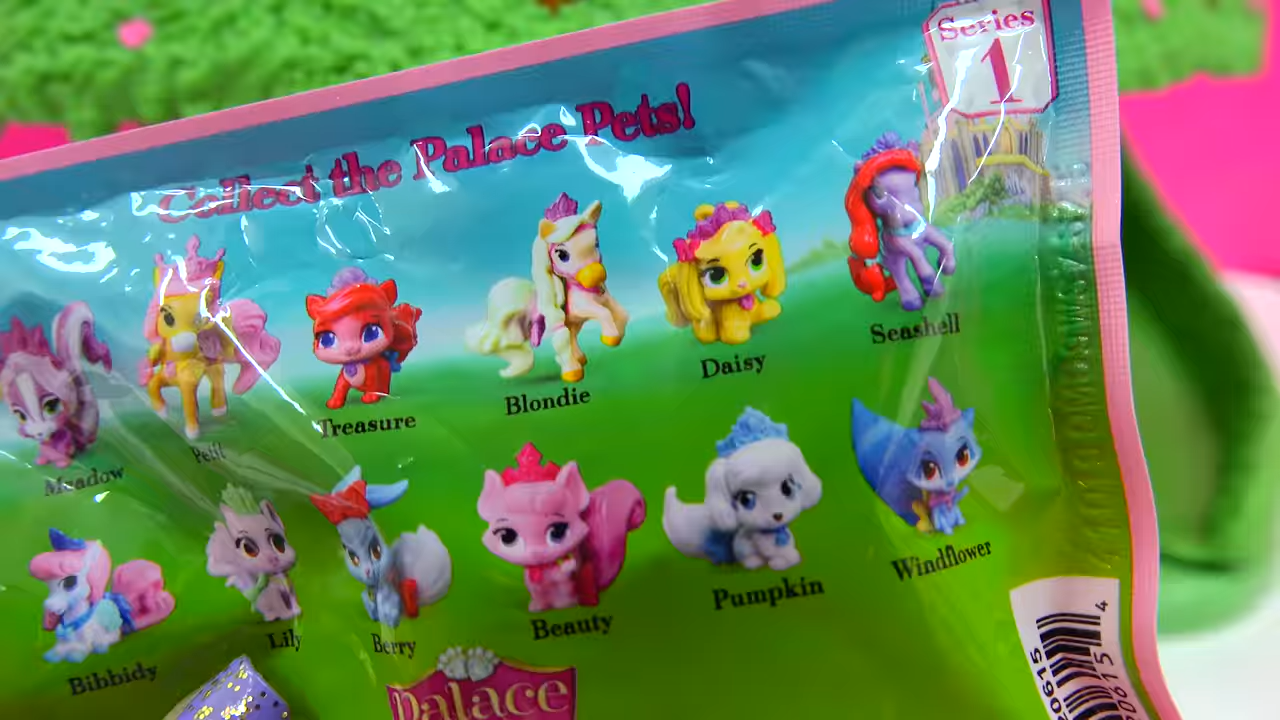 Series
1
Collect the Palace Pets!
Seashell
Daisy
Blondie
Treasure
Petit
Meadow
Windflower
Pumpkin
Beauty
Berry
Lily
Bibbidy
Palace
4